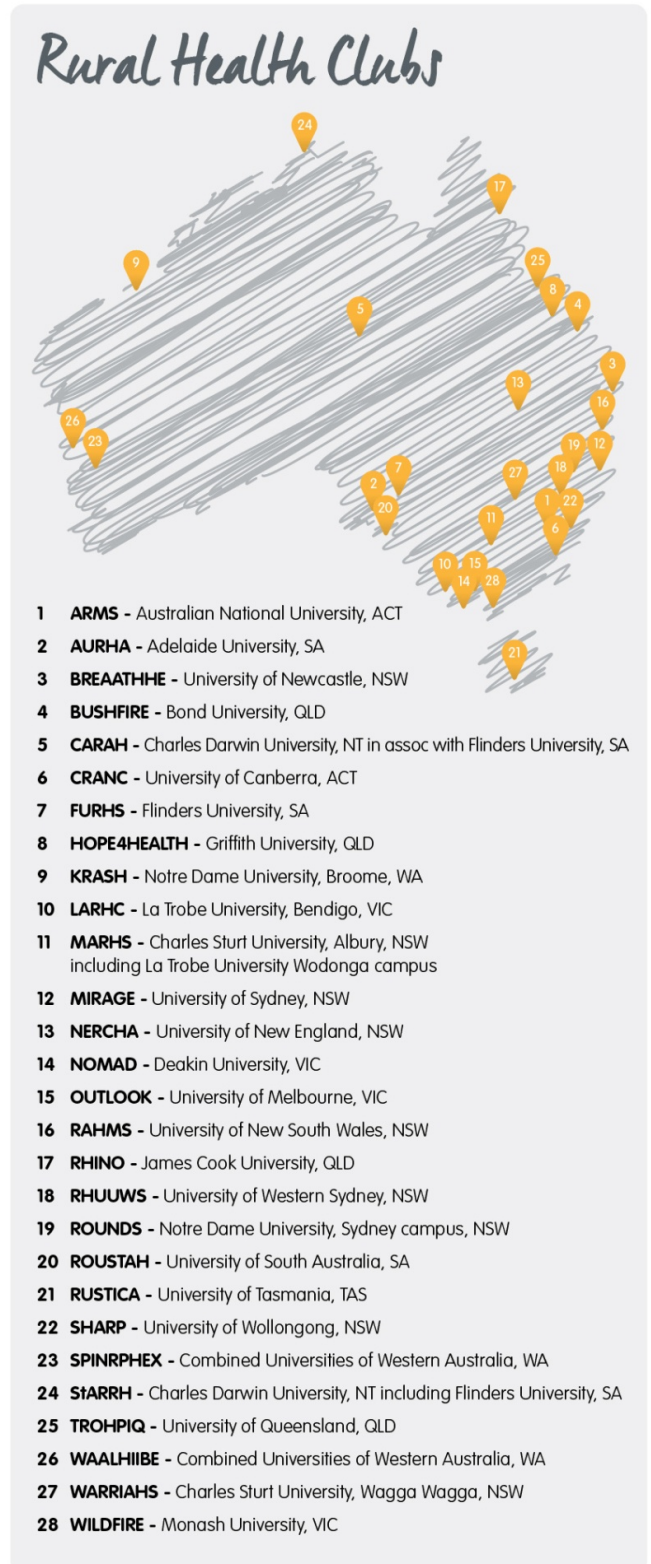 Rural Health Clubs
24
17
9
25
8
5
4
3
13
16
26
23
19
12
18
7
27
2
1
22
20
11
6
10
15
14
28
21
1 ARMS - Australian National University, ACT
2 AURHA - Adelaide University, SA
3 BREAATHHE - University of Newcastle, NSW
4 BUSHFIRE - Bond University, QLD
5 CARAH - Charles Darwin University, NT in assoc with Flinders University, SA
6 CRANC - University of Canberra, ACT
7 FURHS - Flinders University, SA
8 HOPE4HEALTH - Griffith University, QLD
9 KRASH - Notre Dame University, Broome, WA
10 LARHC - La Trobe University, Bendigo, VIC
11 MARHS - Charles Sturt University, Albury, NSW
including La Trobe University Wodonga campus
12 MIRAGE - University of Sydney, NSW
13 NERCHA - University of New England, NSW
14 NOMAD - Deakin University, VIC
15 OUTLOOK - University of Melbourne, VIC
16 RAHMS - University of New South Wales, NSW
17 RHINO - James Cook University, QLD
18 RHUUWS - University of Western Sydney, NSW
19 ROUNDS - Notre Dame University, Sydney campus, NSW
20 ROUSTAH - University of South Australia, SA
21 RUSTICA - University of Tasmania, TAS
22 SHARP - University of Wollongong, NSW
23 SPINRPHEX - Combined Universities of Western Australia, WA
24 StARRH - Charles Darwin University, NT including Flinders University, SA
25 TROHPIQ - University of Queensland, QLD
26 WAALHIIBE - Combined Universities of Western Australia, WA
27 WARRIAHS - Charles Sturt University, Wagga Wagga, NSW
28 WILDFIRE - Monash University, VIC